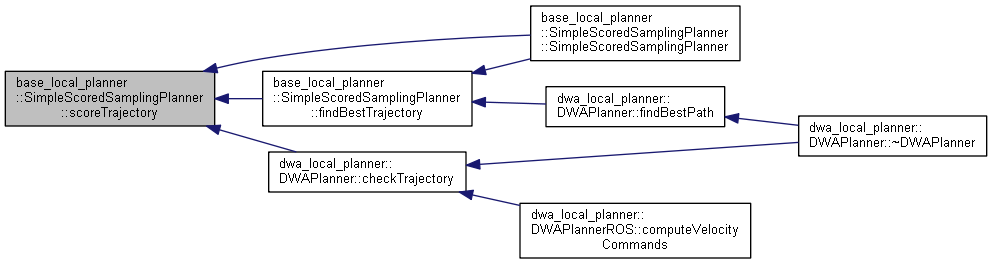 base_local_planner
::SimpleScoredSamplingPlanner
::scoreTrajectory
base_local_planner
::SimpleScoredSamplingPlanner
::SimpleScoredSamplingPlanner
base_local_planner
::SimpleScoredSamplingPlanner
::findBestTrajectory
dwa_local_planner::
DWAPlanner::findBestPath
dwa_local_planner::
DWAPlanner::~DWAPlanner
dwa_local_planner::
DWAPlanner::checkTrajectory
dwa_local_planner::
DWAPlannerROS::computeVelocity
Commands